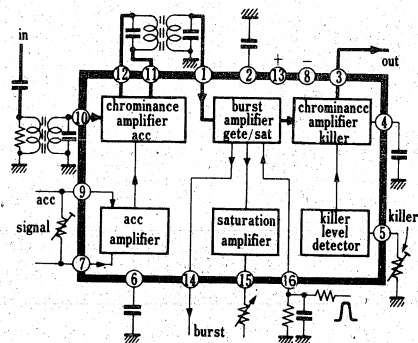 in
12
11
1
2
+
13
−
8
3
out
10
chrominance
amplifier
acc
burst
amplifier
gete/sat
chrominancc
amplifier
killer
4
9
acc
signal
7
acc
amplifier
saturation
amplifier
killer
level
detector
5
killer
6
14
15
16
burst